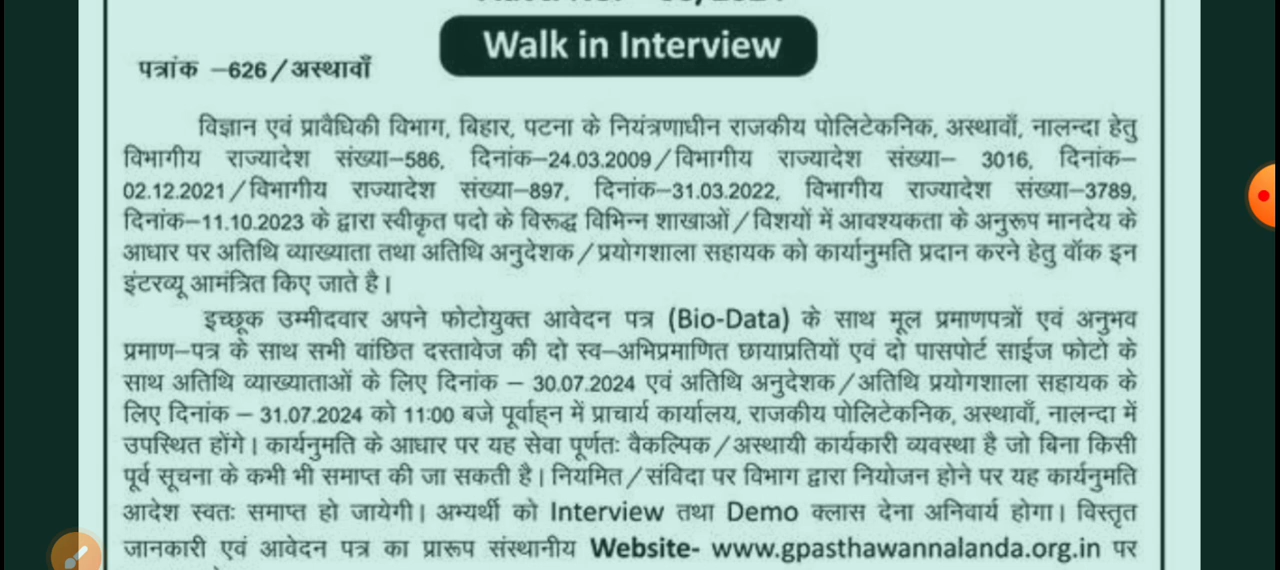 Walk in Interview
पत्रांक –626/अस्थावाँ
विज्ञान एवं प्रावैधिकी विभाग, बिहार, पटना के नियंत्रणाधीन राजकीय पोलिटेकनिक, अस्थावाँ, नालन्दा हेतु
विभागीय राज्यादेश संख्या–586, दिनांक–24.03.2009/विभागीय राज्यादेश संख्या– 3016, दिनांक–
02.12.2021/विभागीय राज्यादेश संख्या–897, दिनांक–31.03.2022, विभागीय राज्यादेश संख्या–3789,
दिनांक–11.10.2023 के द्वारा स्वीकृत पदो के विरूद्ध विभिन्न शाखाओं/विशयों में आवश्यकता के अनुरूप मानदेय के
आधार पर अतिथि व्याख्याता तथा अतिथि अनुदेशक/प्रयोगशाला सहायक को कार्यानुमति प्रदान करने हेतु वॉक इन
इंटरव्यू आमंत्रित किए जाते है।
इच्छूक उम्मीदवार अपने फोटोयुक्त आवेदन पत्र (Bio-Data) के साथ मूल प्रमाणपत्रों एवं अनुभव
प्रमाण–पत्र के साथ सभी वांछित दस्तावेज की दो स्व–अभिप्रमाणित छायाप्रतियों एवं दो पासपोर्ट साईज फोटो के
साथ अतिथि व्याख्याताओं के लिए दिनांक – 30.07.2024 एवं अतिथि अनुदेशक/अतिथि प्रयोगशाला सहायक के
लिए दिनांक – 31.07.2024 को 11:00 बजे पूर्वाहन में प्राचार्य कार्यालय, राजकीय पोलिटेकनिक, अस्थावाँ, नालन्दा में
उपस्थित होंगे। कार्यनुमति के आधार पर यह सेवा पूर्णतः वैकल्पिक/अस्थायी कार्यकारी व्यवस्था है जो बिना किसी
पूर्व सूचना के कभी भी समाप्त की जा सकती है। नियमित/संविदा पर विभाग द्वारा नियोजन होने पर यह कार्यनुमति
आदेश स्वतः समाप्त हो जायेगी। अभ्यर्थी को Interview तथा Demo क्लास देना अनिवार्य होगा। विस्तृत
जानकारी एवं आवेदन पत्र का प्रारूप संस्थानीय Website- www.gpasthawannalanda.org.in पर